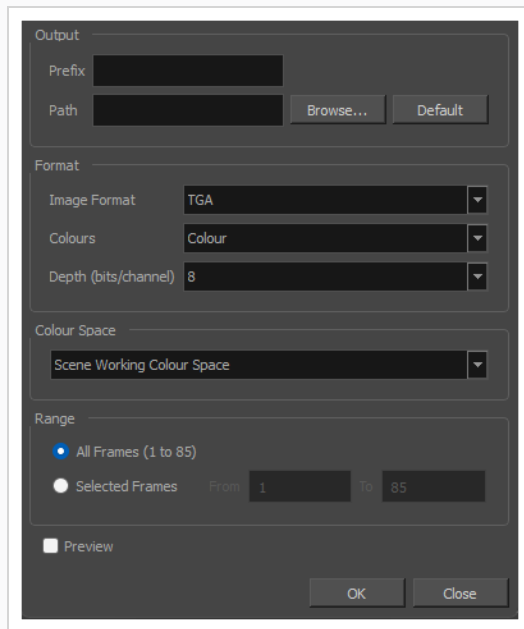 Output
Prefix
Path Browse... Default
Format
Image Format TGA
Colours Colour
Depth (bits/channel) 8
Colour Space
Scene Working Colour Space
Range
All Frames (1 to 85)
Selected Frames From 1 To 85
Preview
OK Close